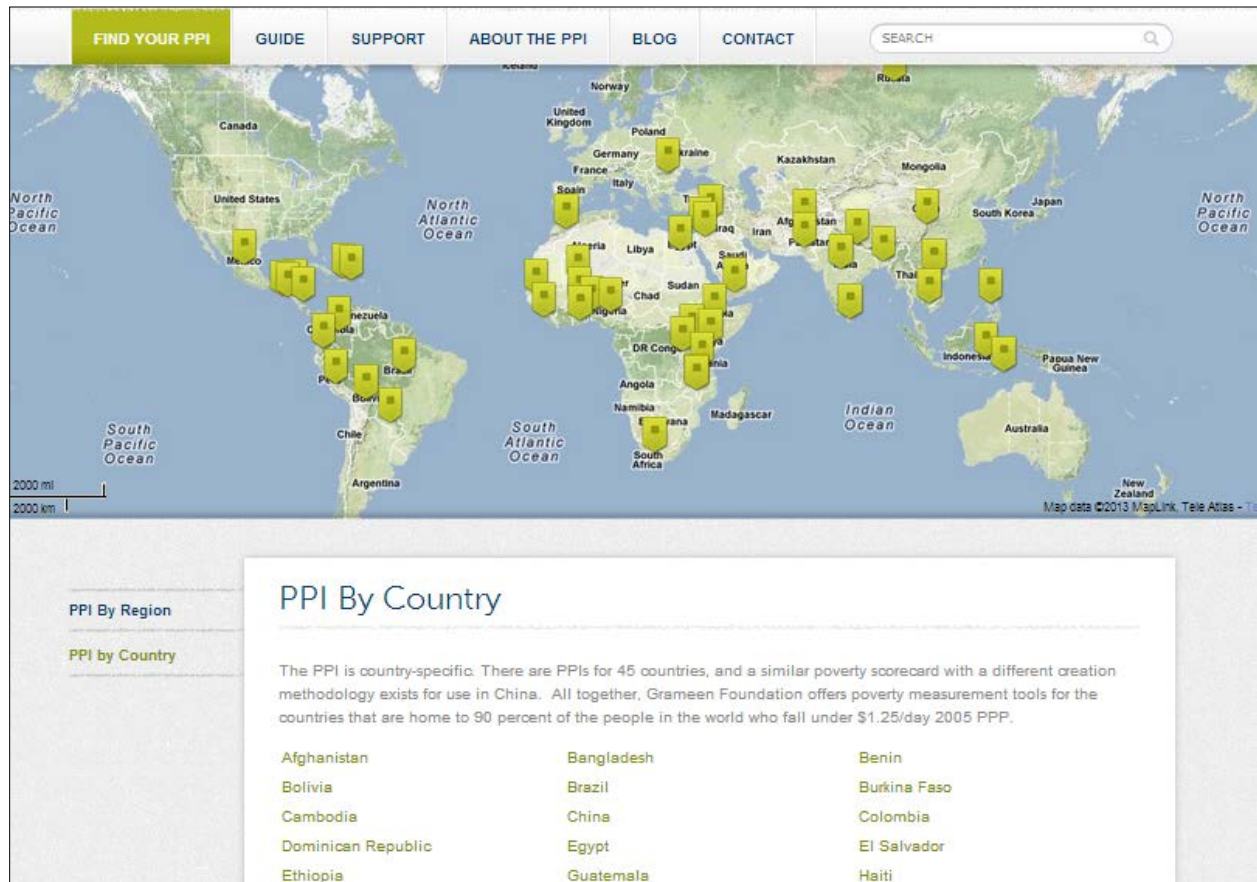 FIND YOUR PPI GUIDE SUPPORT ABOUT THE PPI BLOG CONTACT SEARCH
Iceland
Russia
Norway
Canada
United Kingdom
Poland
Germany
Ukraine
Kazakhstan
Mongolia
France
Italy
Spain
North Pacific Ocean
United States
North Atlantic Ocean
Iraq
Iran
South Korea
Japan
North Pacific Ocean
Mexico
Algeria
Libya
Egypt
Saudi
Chad
Sudan
Nigeria
DR Congo
Indonesia
Papua New Guinea
Angola
Namibia
Madagascar
Indian Ocean
Australia
South Pacific Ocean
Chile
South Atlantic Ocean
South Africa
Argentina
New Zealand
2000 mi
2000 km
Map data ©2013 MapLink, Tele Atlas -
PPI By Region
PPI by Country
PPI By Country
The PPI is country-specific. There are PPIs for 45 countries, and a similar poverty scorecard with a different creation
methodology exists for use in China. All together, Grameen Foundation offers poverty measurement tools for the
countries that are home to 90 percent of the people in the world who fall under $1.25/day 2005 PPP.
Afghanistan Bangladesh Benin
Bolivia Brazil Burkina Faso
Cambodia China Colombia
Dominican Republic Egypt El Salvador
Ethiopia Guatemala Haiti